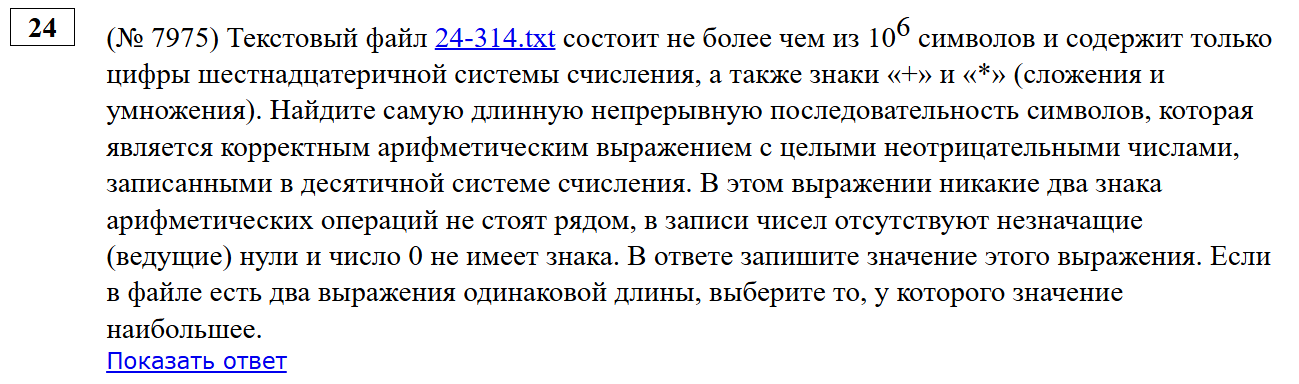 24
(№ 7975) Текстовый файл 24-314.txt состоит не более чем из 10⁶ символов и содержит только
цифры шестнадцатеричной системы счисления, а также знаки «+» и «*» (сложения и
умножения). Найдите самую длинную непрерывную последовательность символов, которая
является корректным арифметическим выражением с целыми неотрицательными числами,
записанными в десятичной системе счисления. В этом выражении никакие два знака
арифметических операций не стоят рядом, в записи чисел отсутствуют незначащие
(ведущие) нули и число 0 не имеет знака. В ответе запишите значение этого выражения. Если
в файле есть два выражения одинаковой длины, выберите то, у которого значение
наибольшее.
Показать ответ